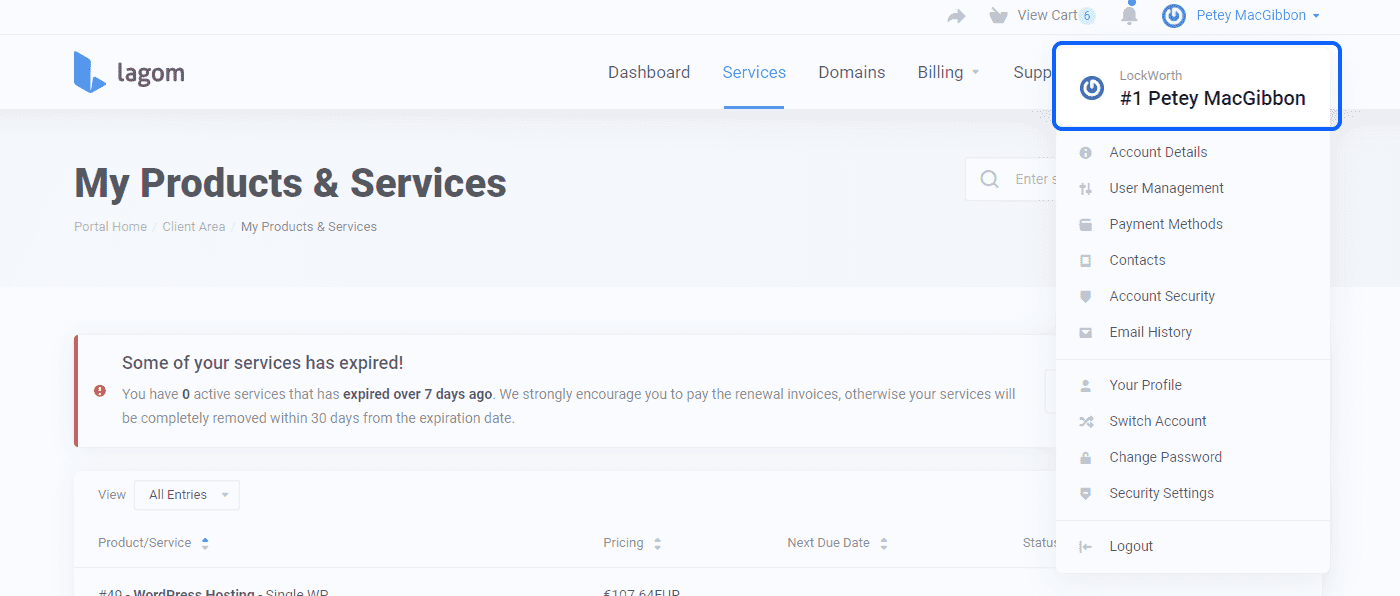 View Cart 6
Petey MacGibbon
lagom
Dashboard
Services
Domains
Billing
Supp
LockWorth
#1 Petey MacGibbon
Account Details
User Management
Payment Methods
Contacts
Account Security
Email History
Your Profile
Switch Account
Change Password
Security Settings
Logout
My Products & Services
Enter s
Portal Home / Client Area / My Products & Services
Some of your services has expired!
You have 0 active services that has expired over 7 days ago. We strongly encourage you to pay the renewal invoices, otherwise your services will
be completely removed within 30 days from the expiration date.
View All Entries
Product/Service
Pricing
Next Due Date
Status
#49 - WordPress Hosting - Single WP
€107.64EUR